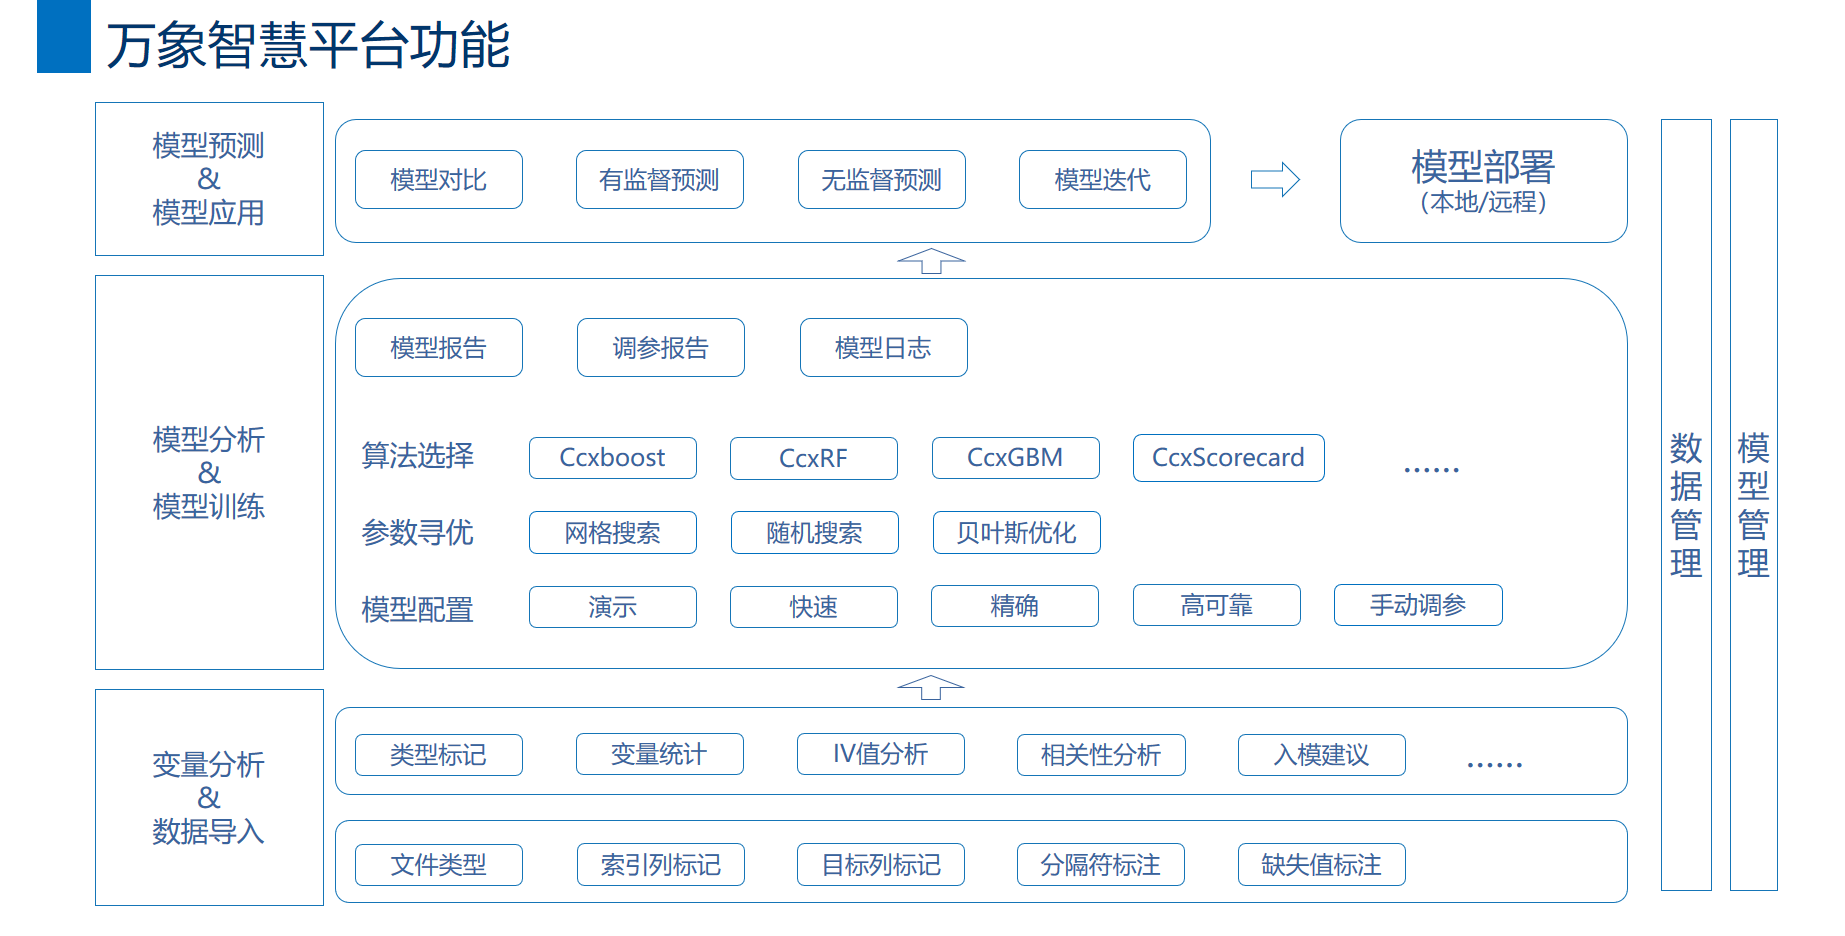 万象智慧平台功能
模型预测
&
模型应用
模型对比
有监督预测
无监督预测
模型迭代
模型部署
（本地/远程）
模型分析
&
模型训练
模型报告
调参报告
模型日志
算法选择
Ccxboost
CcxRF
CcxGBM
CcxScorecard
……
参数寻优
网格搜索
随机搜索
贝叶斯优化
模型配置
演示
快速
精确
高可靠
手动调参
变量分析
&
数据导入
类型标记
变量统计
IV值分析
相关性分析
入模建议
……
文件类型
索引列标记
目标列标记
分隔符标注
缺失值标注
数据管理
模型管理